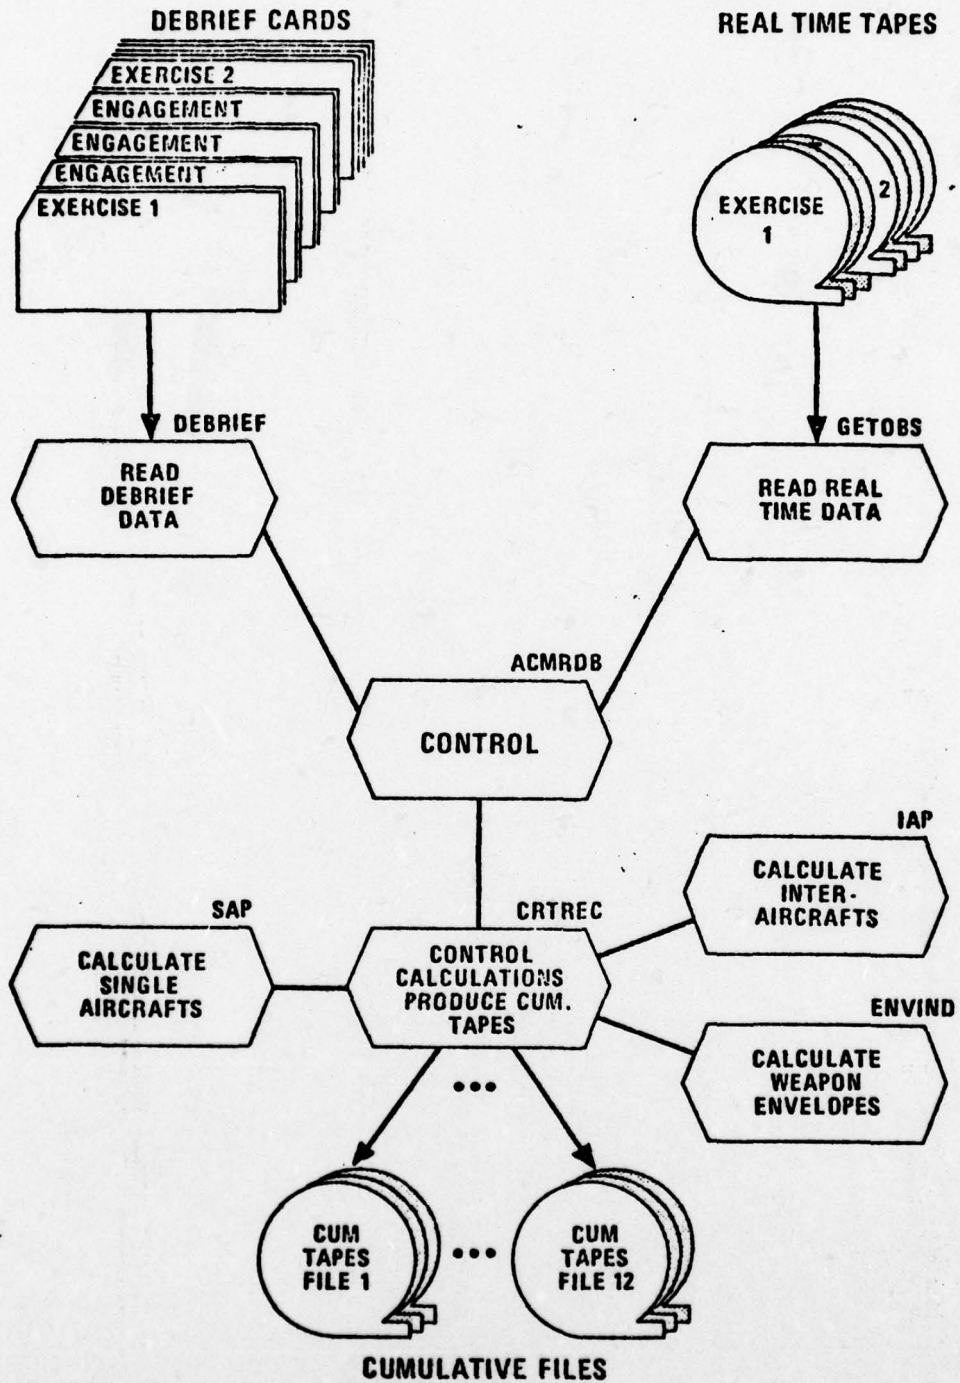 DEBRIEF CARDS
REAL TIME TAPES
EXERCISE 2
ENGAGEMENT
ENGAGEMENT
ENGAGEMENT
EXERCISE 1
EXERCISE
1
2
DEBRIEF
READ
DEBRIEF
DATA
GETOBS
READ REAL
TIME DATA
ACMRDB
CONTROL
IAP
CALCULATE
INTER-
AIRCRAFTS
SAP
CALCULATE
SINGLE
AIRCRAFTS
CRTREC
CONTROL
CALCULATIONS
PRODUCE CUM.
TAPES
ENVIND
CALCULATE
WEAPON
ENVELOPES
•••
CUM
TAPES
FILE 1
•••
CUM
TAPES
FILE 12
CUMULATIVE FILES